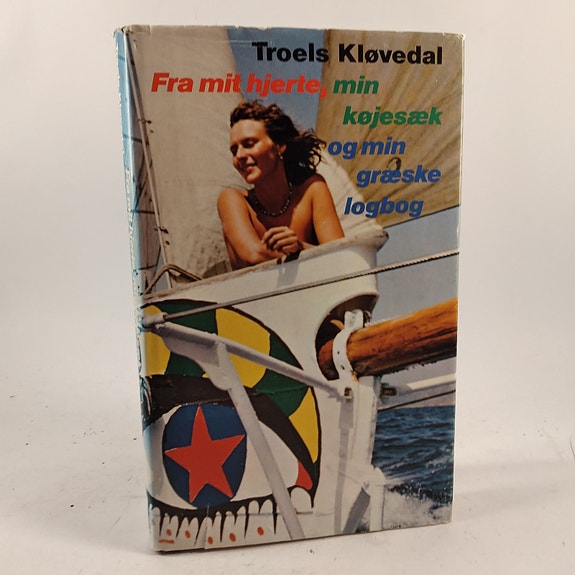 Troels Kløvedal
Fra mit hjerte, min
køjesæk
og min
græske
logbog